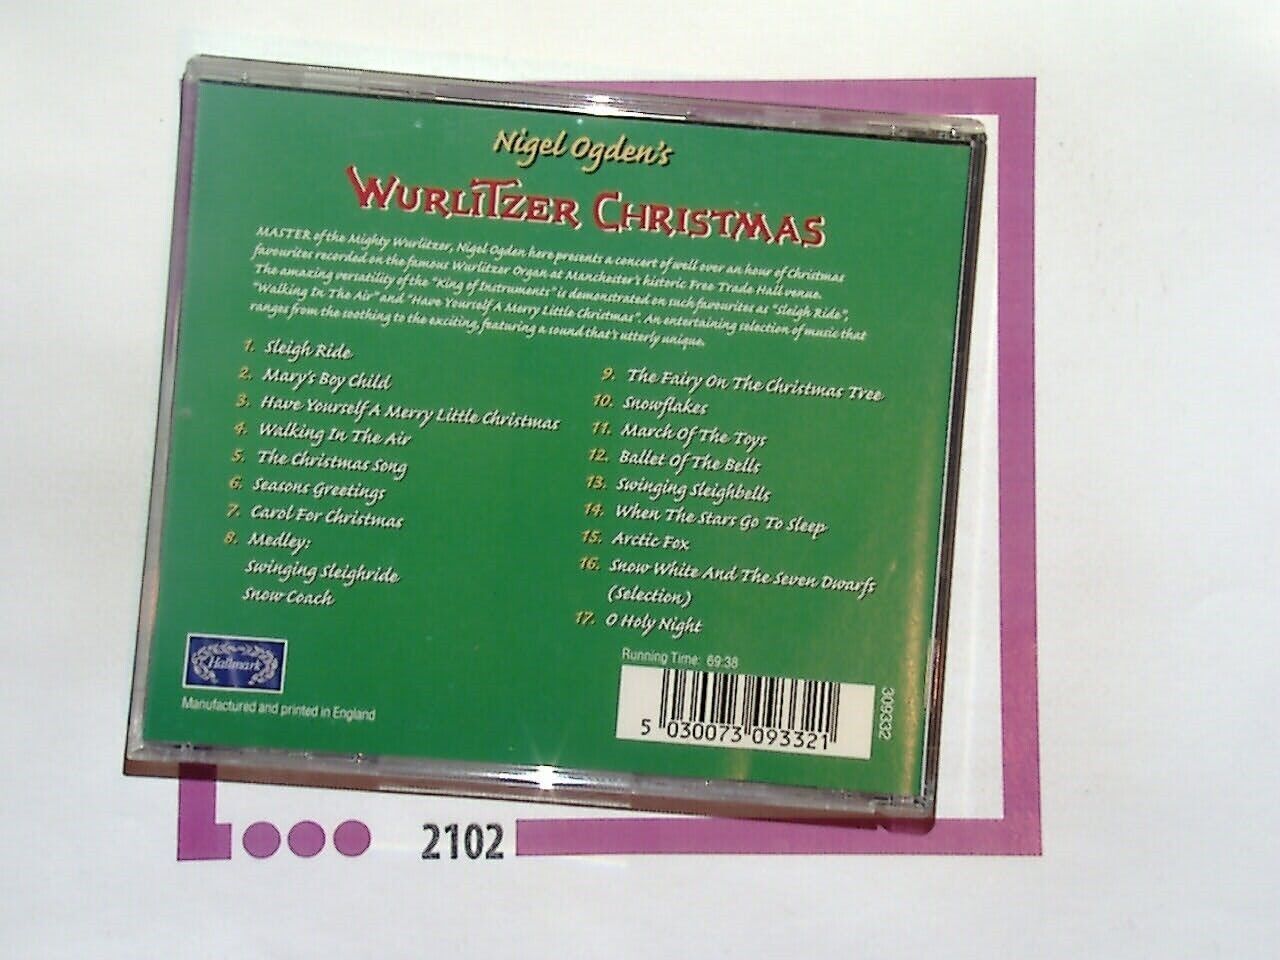 Nigel Ogden's
WURLITZER CHRISTMAS
MASTER of the Mighty Wurlitzer, Nigel Ogden here presents a concert of well over an hour of Christmas
favourites recorded on the famous Wurlitzer Organ at Manchester's historic Free Trade Hall venue.
The amazing versatility of the "King of Instruments" is demonstrated on such favourites as "Sleigh Ride",
"Walking In The Air" and "Have Yourself A Merry Little Christmas". An entertaining selection of music that
ranges from the soothing to the exciting, featuring a sound that's utterly unique.
1. Sleigh Ride
2. Mary's Boy Child
3. Have Yourself A Merry Little Christmas
4. Walking In The Air
5. The Christmas Song
6. Seasons Greetings
7. Carol For Christmas
8. Medley:
Swinging Sleighride
Snow Coach
9. The Fairy On The Christmas Tree
10. Snowflakes
11. March Of The Toys
12. Ballet Of The Bells
13. Swinging Sleighbells
14. When The Stars Go To Sleep
15. Arctic Fox
16. Snow White And The Seven Dwarfs
(Selection)
17. O Holy Night
Hallmark
Manufactured and printed in England
Running Time: 69:38
5 030073 093321
309332
2102